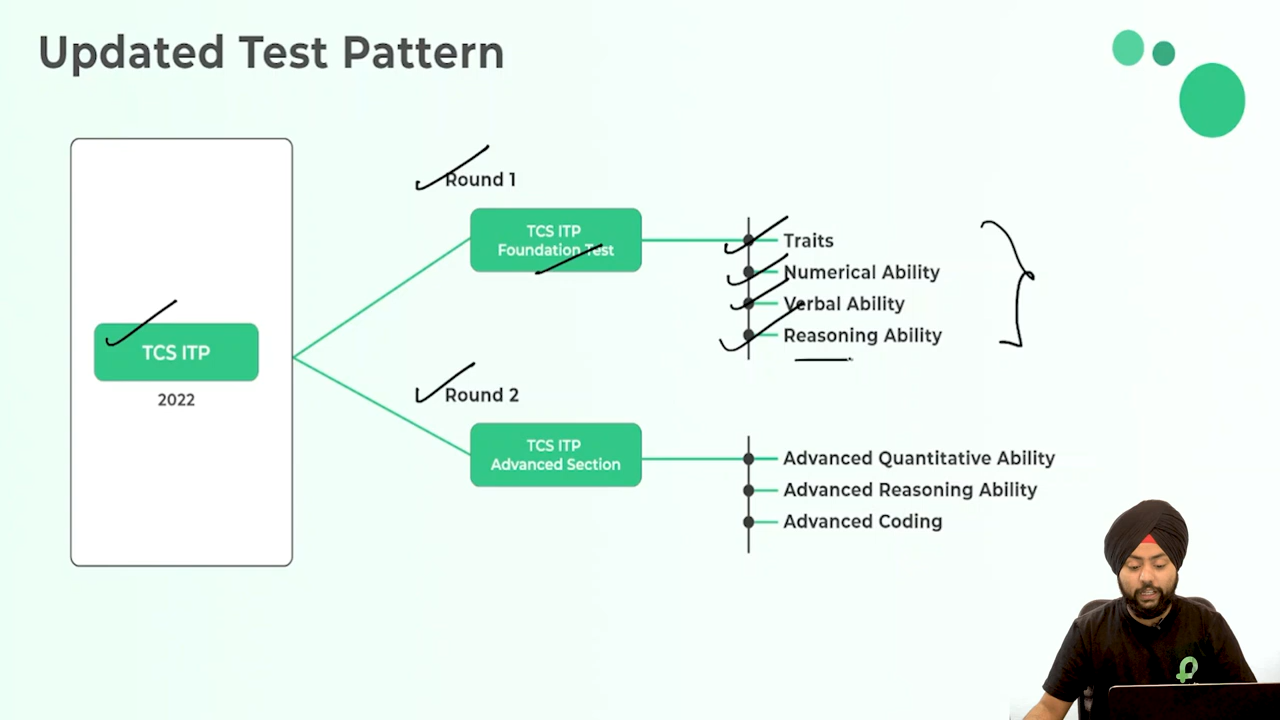 Updated Test Pattern
Round 1
TCS ITP
Foundation Test
Traits
Numerical Ability
Verbal Ability
Reasoning Ability
TCS ITP
2022
Round 2
TCS ITP
Advanced Section
Advanced Quantitative Ability
Advanced Reasoning Ability
Advanced Coding